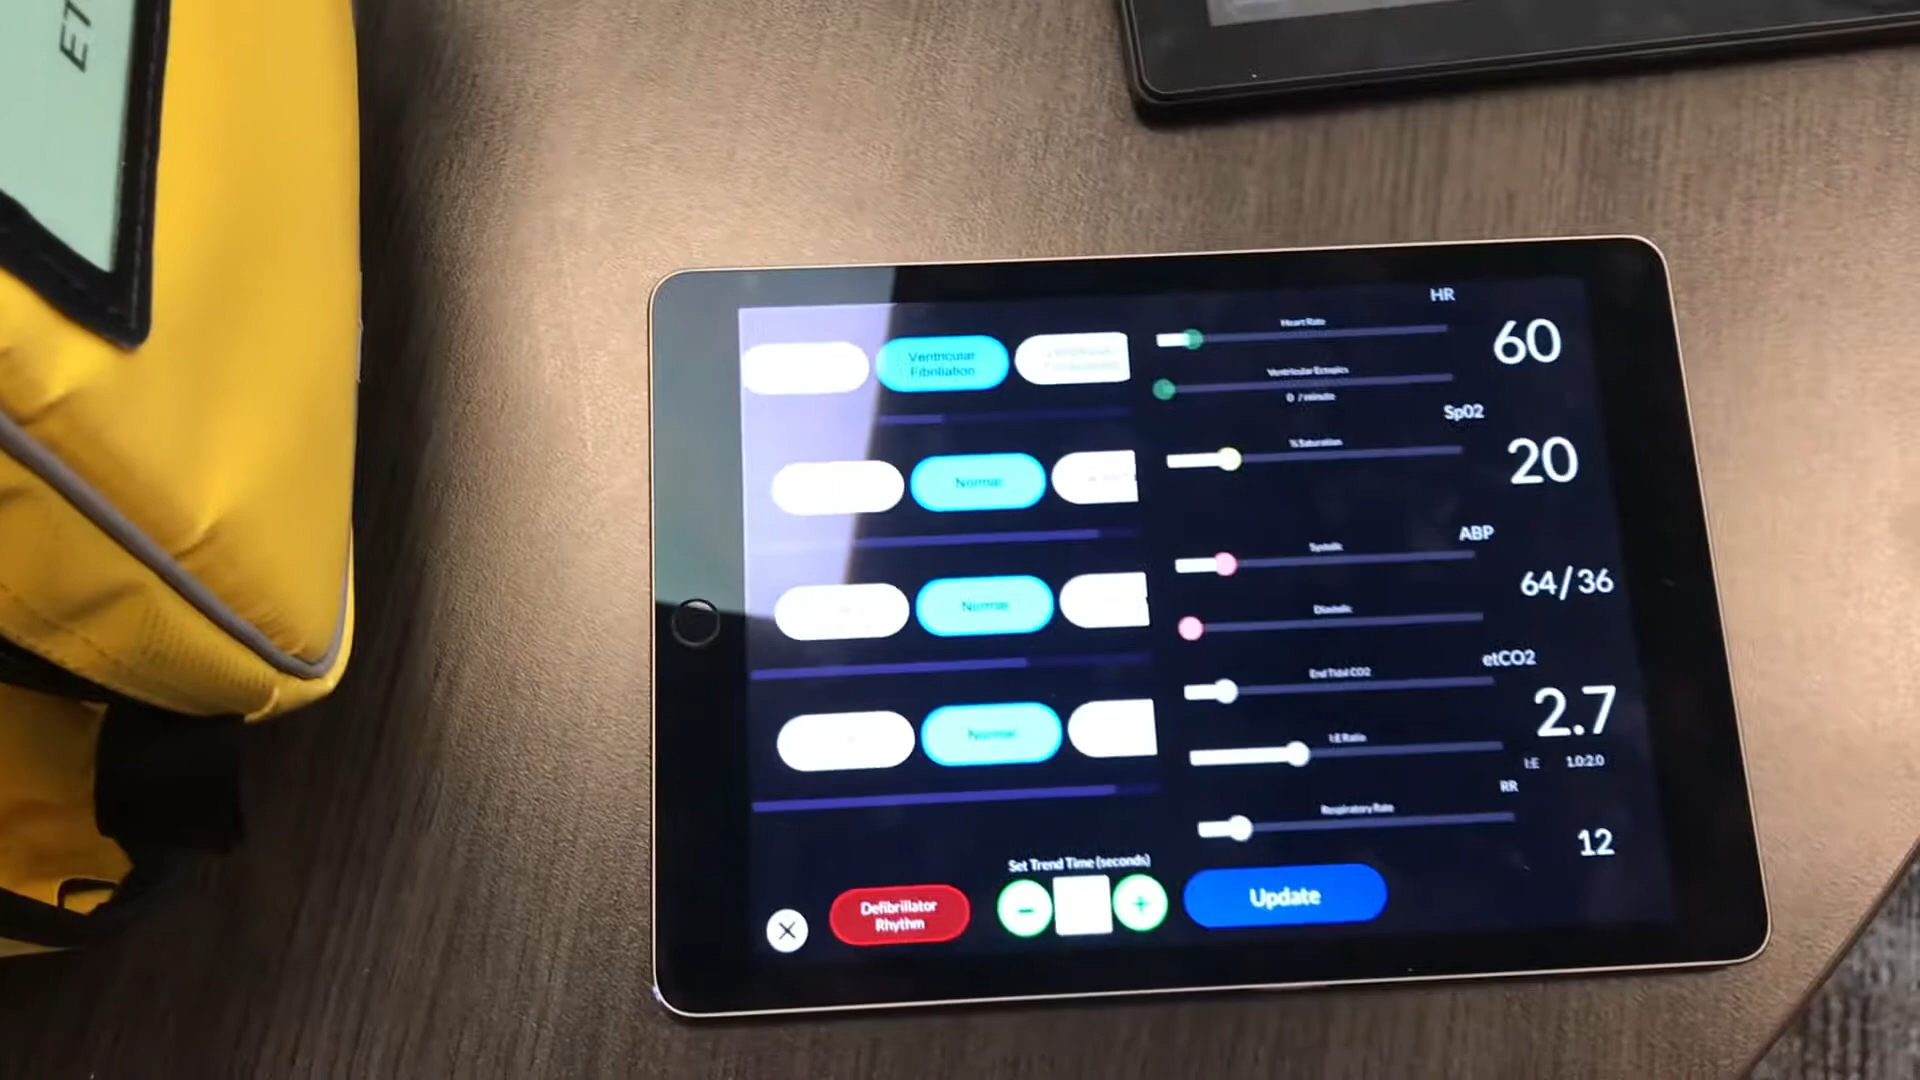 ET
HR
Heart Rate
60
Ventricular
Fibrillation
Ventricular Ectopics
0 /minute
Sp02
% Saturation
20
Normal
ABP
Systolic
64/36
Normal
Diastolic
etCO2
End Tidal CO2
2.7
Normal
I:E Ratio
I:E 1.0:2.0
RR
Respiratory Rate
12
Set Trend Time (seconds)
Defibrillator
Rhythm
−
+
Update